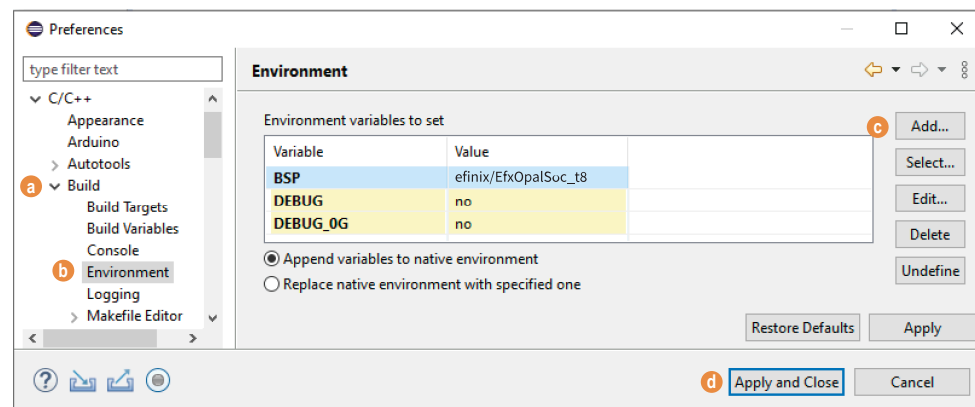 Preferences
type filter text
Environment
C/C++
Appearance
Arduino
Autotools
a Build
Build Targets
Build Variables
Console
b Environment
Logging
Makefile Editor
Environment variables to set
Variable Value
BSP efinix/EfxOpalSoc_t8
DEBUG no
DEBUG_0G no
c Add...
Select...
Edit...
Delete
Undefine
Append variables to native environment
Replace native environment with specified one
Restore Defaults Apply
d Apply and Close Cancel